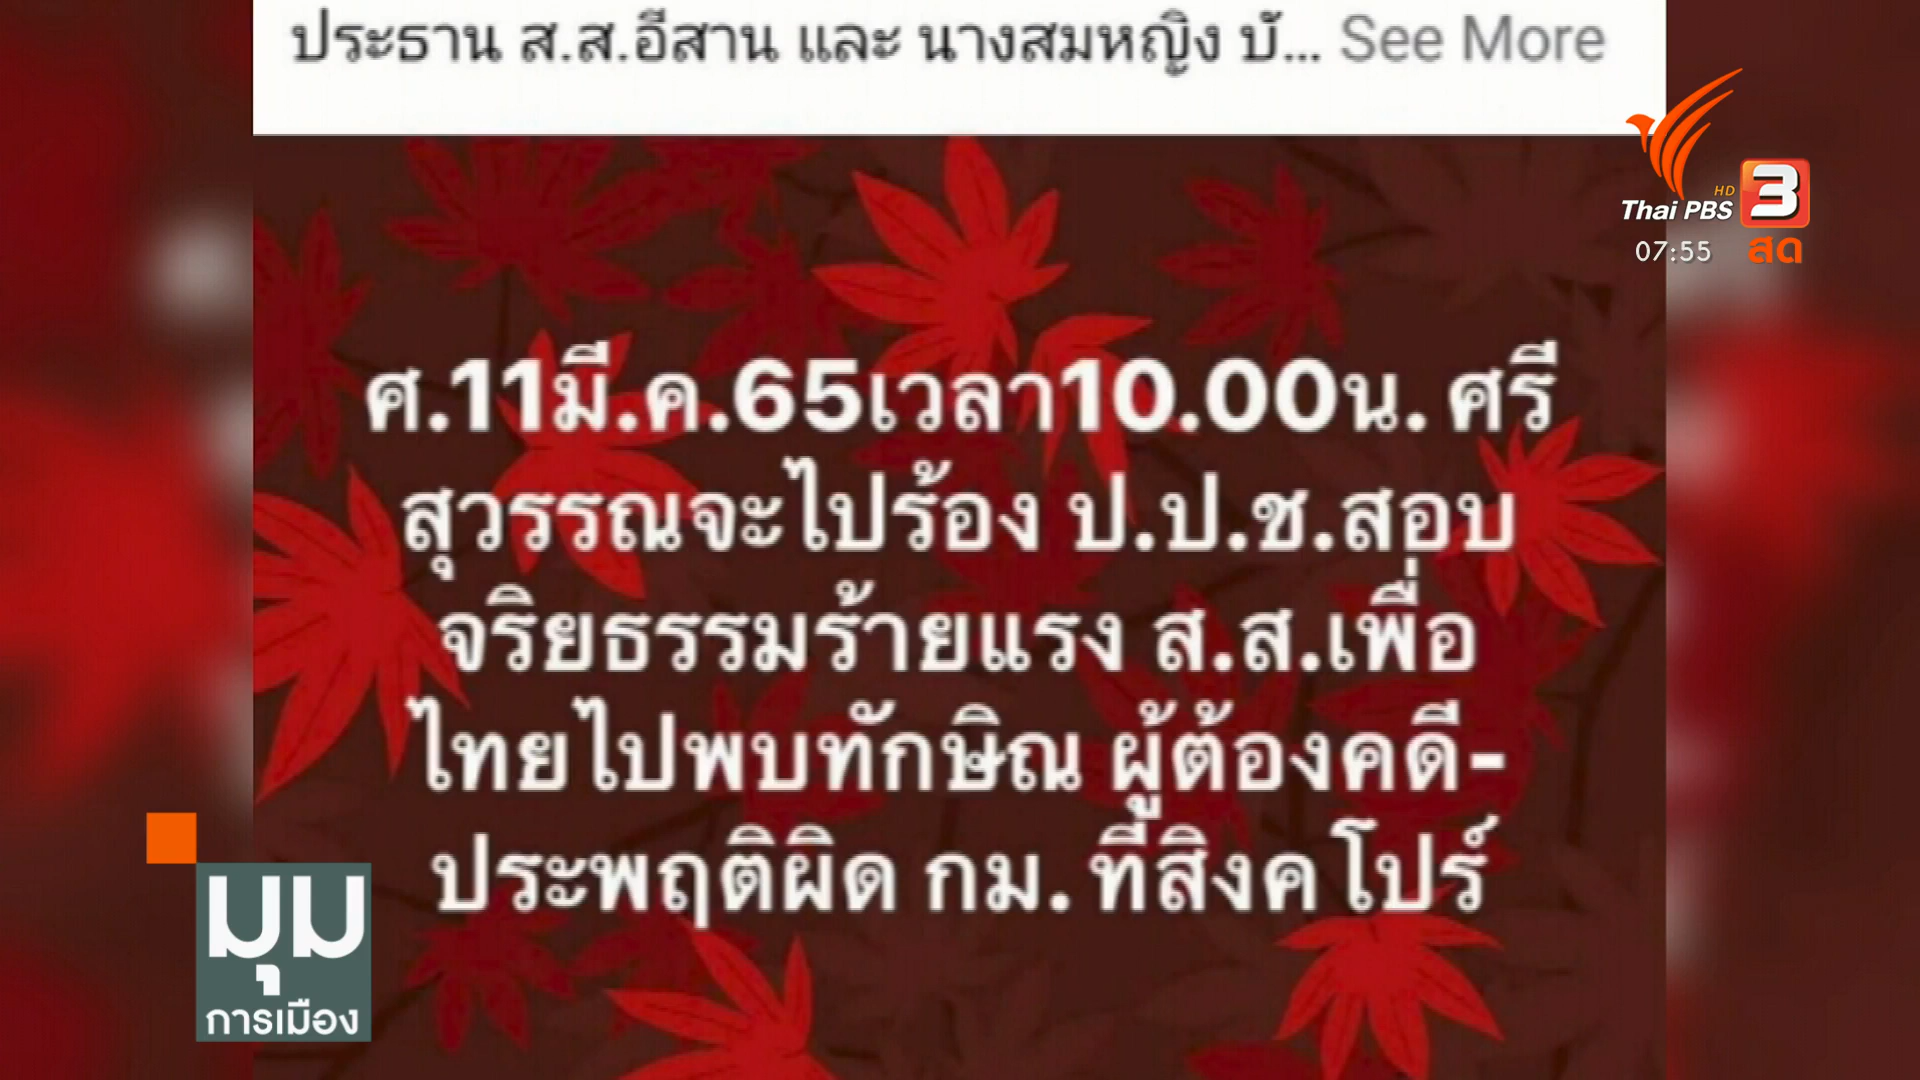 ประธาน ส.ส.อีสาน และ นางสมหญิง บั... See More
Thai PBS HD 3
07:55 สด
ศ.11มี.ค.65เวลา10.00น. ศรี
สุวรรณจะไปร้อง ป.ป.ช.สอบ
จริยธรรมร้ายแรง ส.ส.เพื่อ
ไทยไปพบทักษิณ ผู้ต้องคดี-
ประพฤติผิด กม. ที่สิงคโปร์
มุม
การเมือง